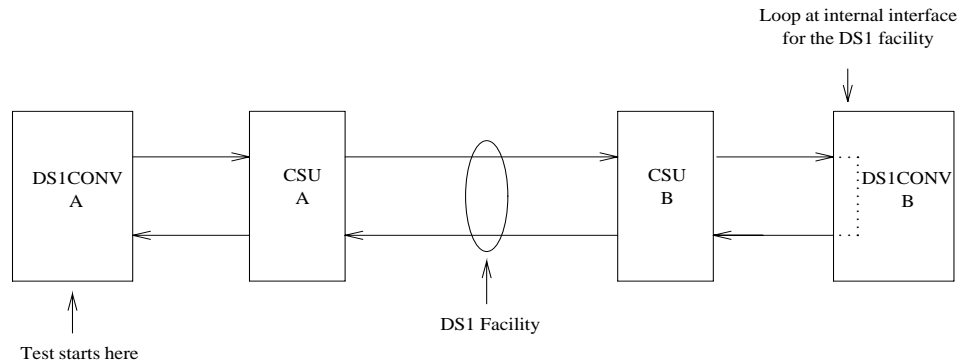 Loop at internal interface
for the DS1 facility
DS1CONV
A
CSU
A
CSU
B
DS1CONV
B
DS1 Facility
Test starts here